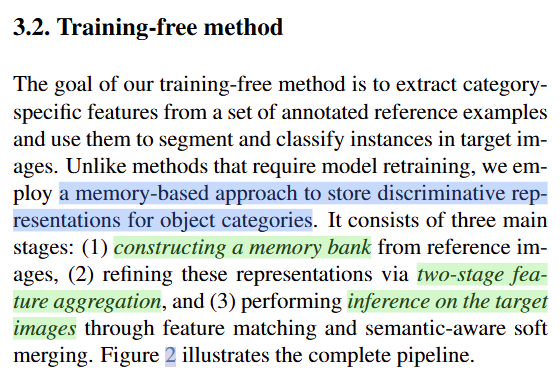 3.2. Training-free method
The goal of our training-free method is to extract category-
specific features from a set of annotated reference examples
and use them to segment and classify instances in target im-
ages. Unlike methods that require model retraining, we em-
ploy a memory-based approach to store discriminative rep-
resentations for object categories. It consists of three main
stages: (1) constructing a memory bank from reference im-
ages, (2) refining these representations via two-stage fea-
ture aggregation, and (3) performing inference on the target
images through feature matching and semantic-aware soft
merging. Figure 2 illustrates the complete pipeline.